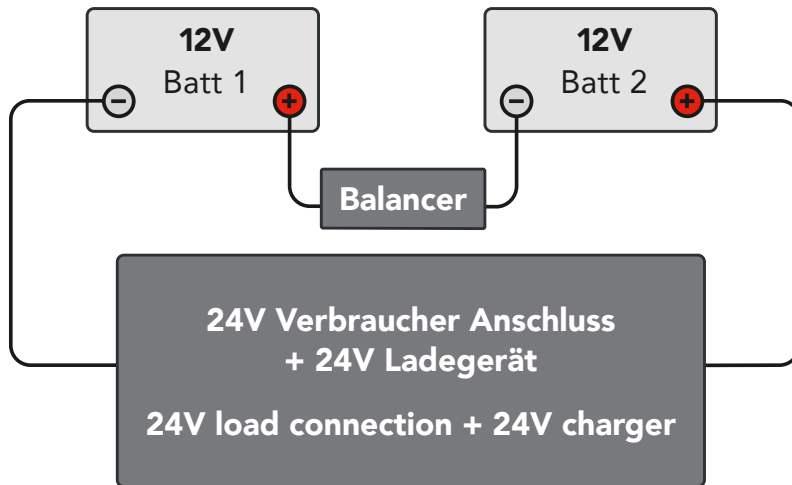 12V
Batt 1
− +
12V
Batt 2
− +
Balancer
24V Verbraucher Anschluss
+ 24V Ladegerät
24V load connection + 24V charger